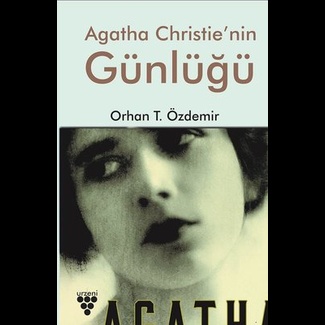 Agatha Christie'nin
Günlüğü
Orhan T. Özdemir
urzeni
AGATHA